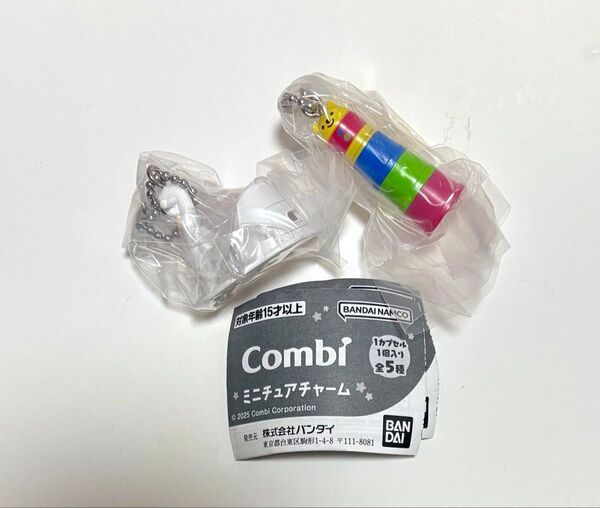 対象年齢15才以上
BANDAI NAMCO
Combi
1カプセル
1個入り
全5種
ミニチュアチャーム
© 2025 Combi Corporation
発売元 株式会社バンダイ
東京都台東区駒形1-4-8 〒111-8081
BAN
DAI